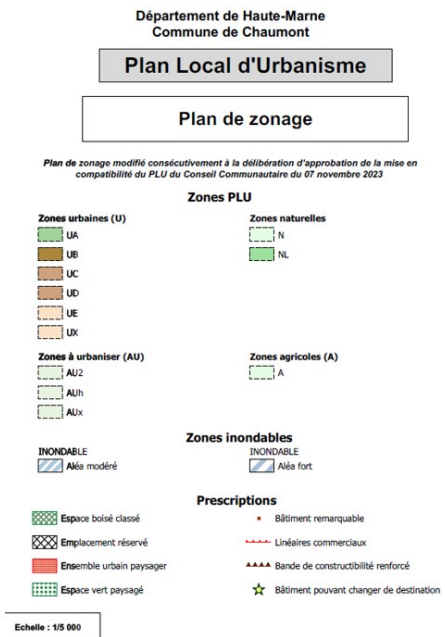 Département de Haute-Marne
Commune de Chaumont
Plan Local d'Urbanisme
Plan de zonage
Plan de zonage modifié consécutivement à la délibération d'approbation de la mise en
compatibilité du PLU du Conseil Communautaire du 07 novembre 2023
Zones PLU
Zones urbaines (U)
UA
UB
UC
UD
UE
UX
Zones naturelles
N
NL
Zones à urbaniser (AU)
AU2
AUh
AUx
Zones agricoles (A)
A
Zones inondables
INONDABLE
Aléa modéré
INONDABLE
Aléa fort
Prescriptions
Espace boisé classé
Emplacement réservé
Ensemble urbain paysager
Espace vert paysagé
Bâtiment remarquable
Linéaires commerciaux
Bande de constructibilité renforcé
Bâtiment pouvant changer de destination
Echelle : 1/5 000